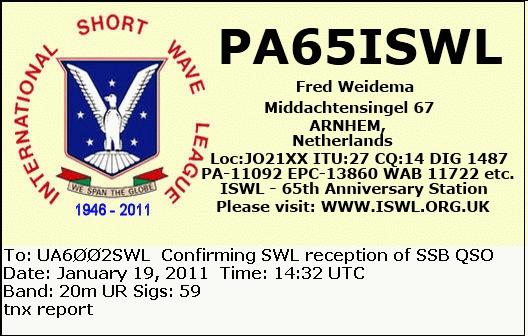 INTERNATIONAL SHORT WAVE LEAGUE
WE SPAN THE GLOBE
1946 - 2011
PA65ISWL
Fred Weidema
Middachtensingel 67
ARNHEM,
Netherlands
Loc:JO21XX ITU:27 CQ:14 DIG 1487
PA-11092 EPC-13860 WAB 11722 etc.
ISWL - 65th Anniversary Station
Please visit: WWW.ISWL.ORG.UK
To: UA6ØØ2SWL Confirming SWL reception of SSB QSO
Date: January 19, 2011 Time: 14:32 UTC
Band: 20m UR Sigs: 59
tnx report